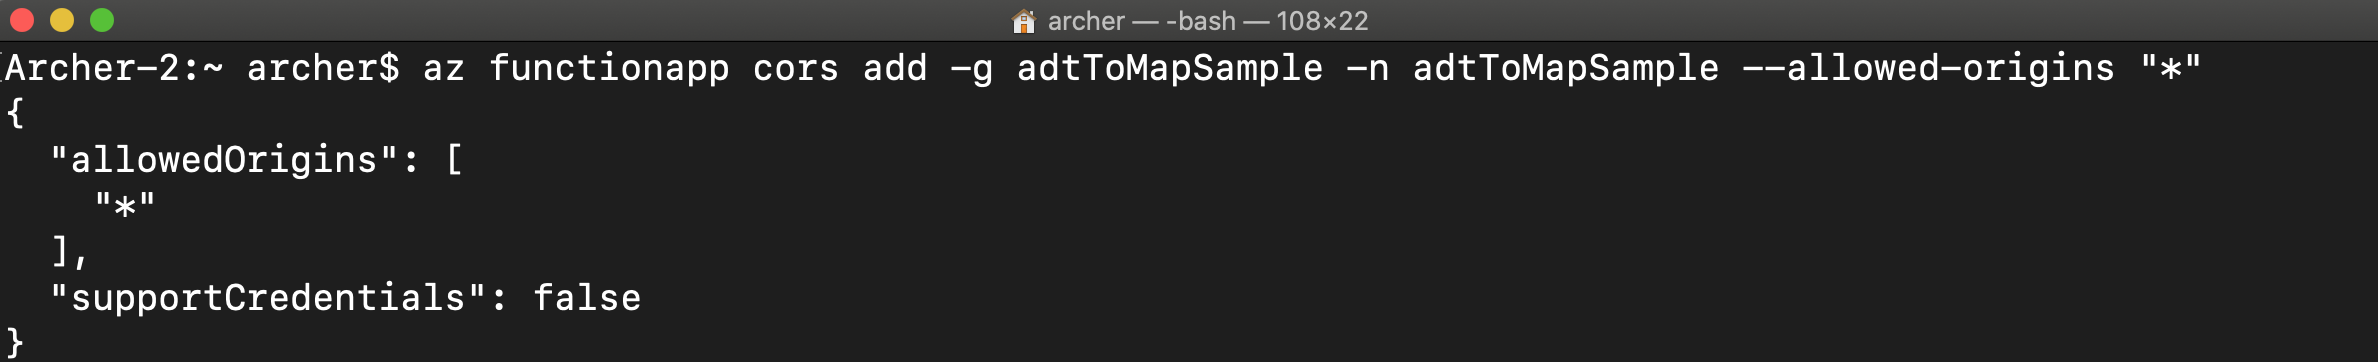 archer — -bash — 108×22
Archer-2:~ archer$ az functionapp cors add -g adtToMapSample -n adtToMapSample --allowed-origins "*"
{
  "allowedOrigins": [
    "*"
  ],
  "supportCredentials": false
}